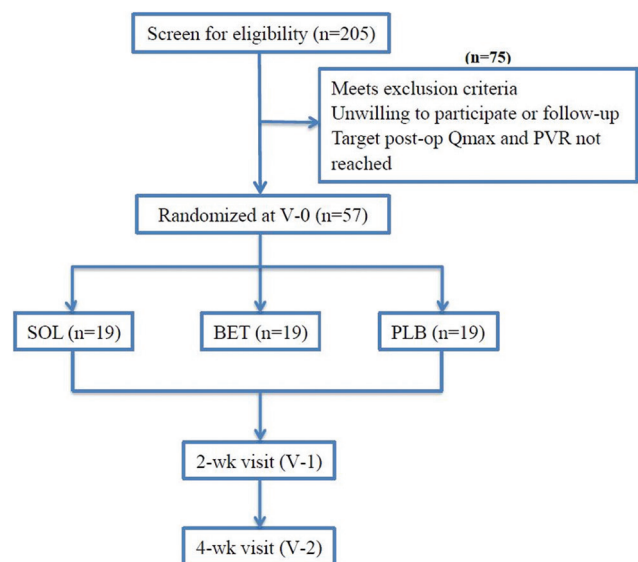 Screen for eligibility (n=205)
(n=75)
Meets exclusion criteria
Unwilling to participate or follow-up
Target post-op Qmax and PVR not
reached
Randomized at V-0 (n=57)
SOL (n=19)
BET (n=19)
PLB (n=19)
2-wk visit (V-1)
4-wk visit (V-2)